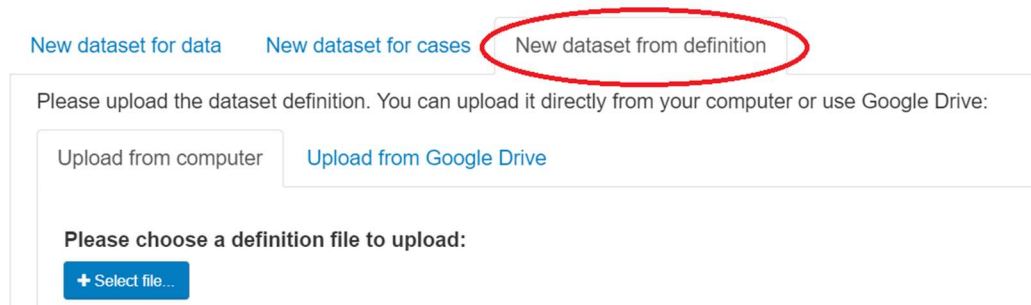 New dataset for data New dataset for cases New dataset from definition
Please upload the dataset definition. You can upload it directly from your computer or use Google Drive:
Upload from computer Upload from Google Drive
Please choose a definition file to upload:
+ Select file...